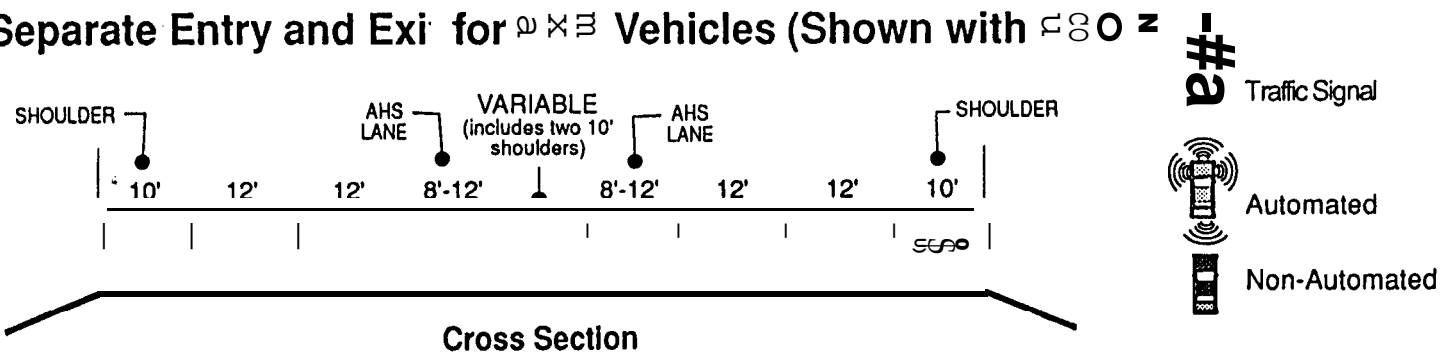 Separate Entry and Exi for Vehicles (Shown with
SHOULDER
AHS
LANE
VARIABLE
(includes two 10'
shoulders)
AHS
LANE
SHOULDER
10' 12' 12' 8'-12' 8'-12' 12' 12' 10'
Cross Section
Traffic Signal
Automated
Non-Automated